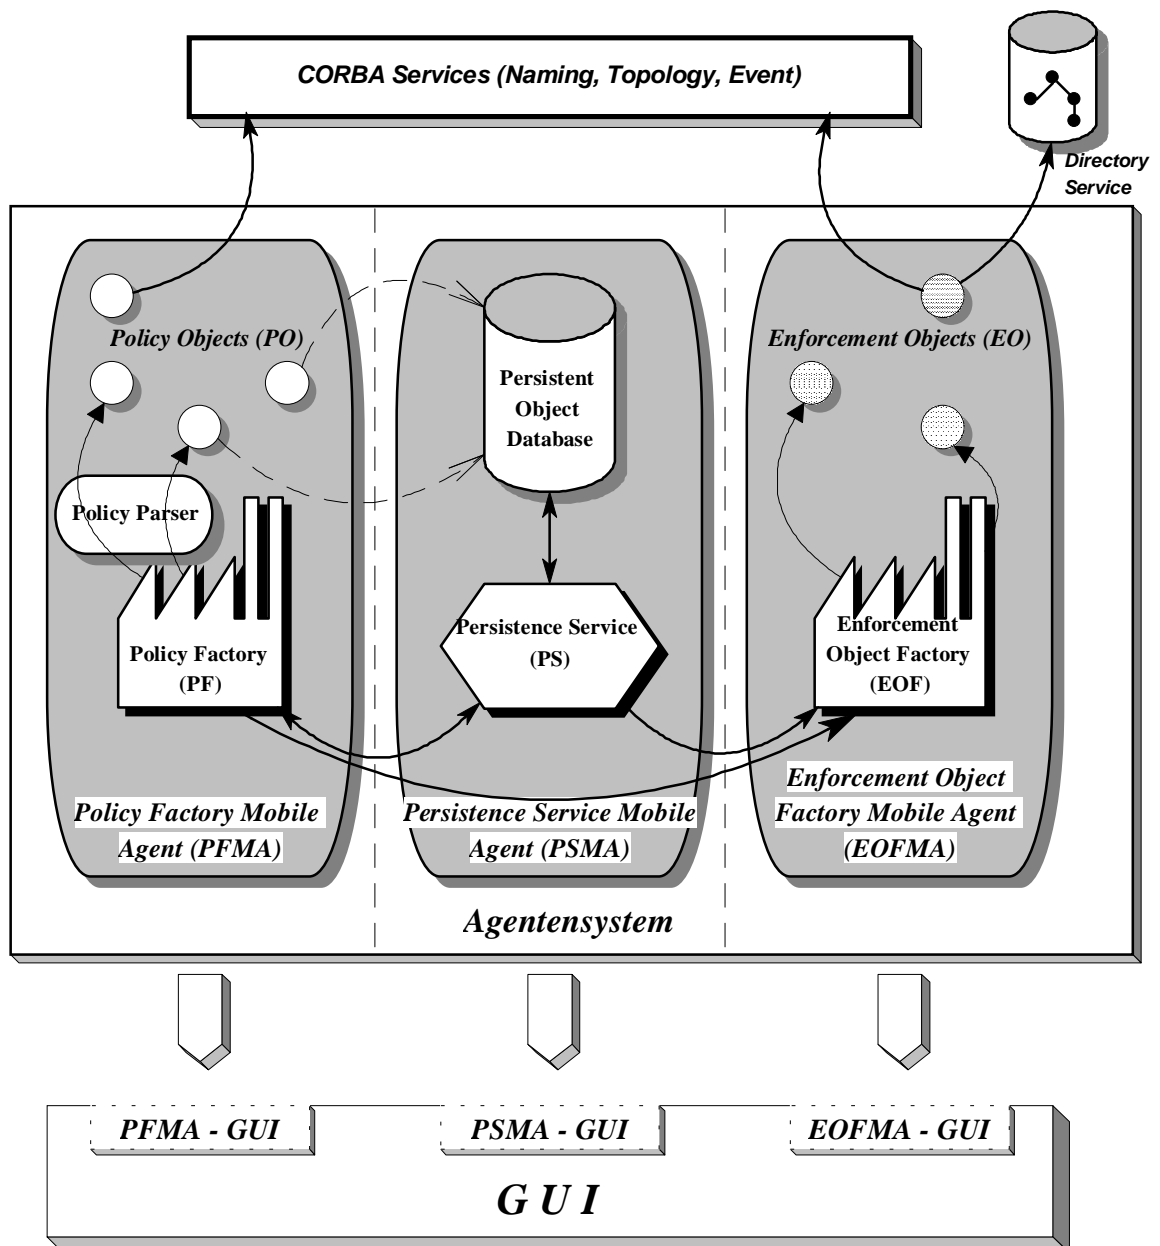 CORBA Services (Naming, Topology, Event)
Directory
Service
Policy Objects (PO)
Persistent
Object
Database
Enforcement Objects (EO)
Policy Parser
Policy Factory
(PF)
Persistence Service
(PS)
Enforcement
Object Factory
(EOF)
Policy Factory Mobile
Agent (PFMA)
Persistence Service Mobile
Agent (PSMA)
Enforcement Object
Factory Mobile Agent
(EOFMA)
Agentensystem
PFMA - GUI
PSMA - GUI
EOFMA - GUI
G U I